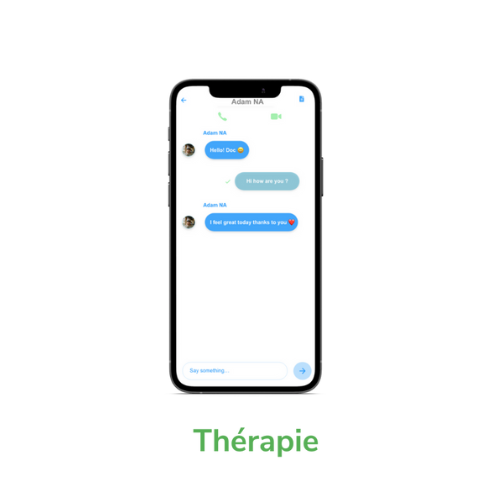 Adam NA
Adam NA
Hello! Doc 😄
Hi how are you ?
Adam NA
I feel great today thanks to you ❤️
Say something...
Thérapie